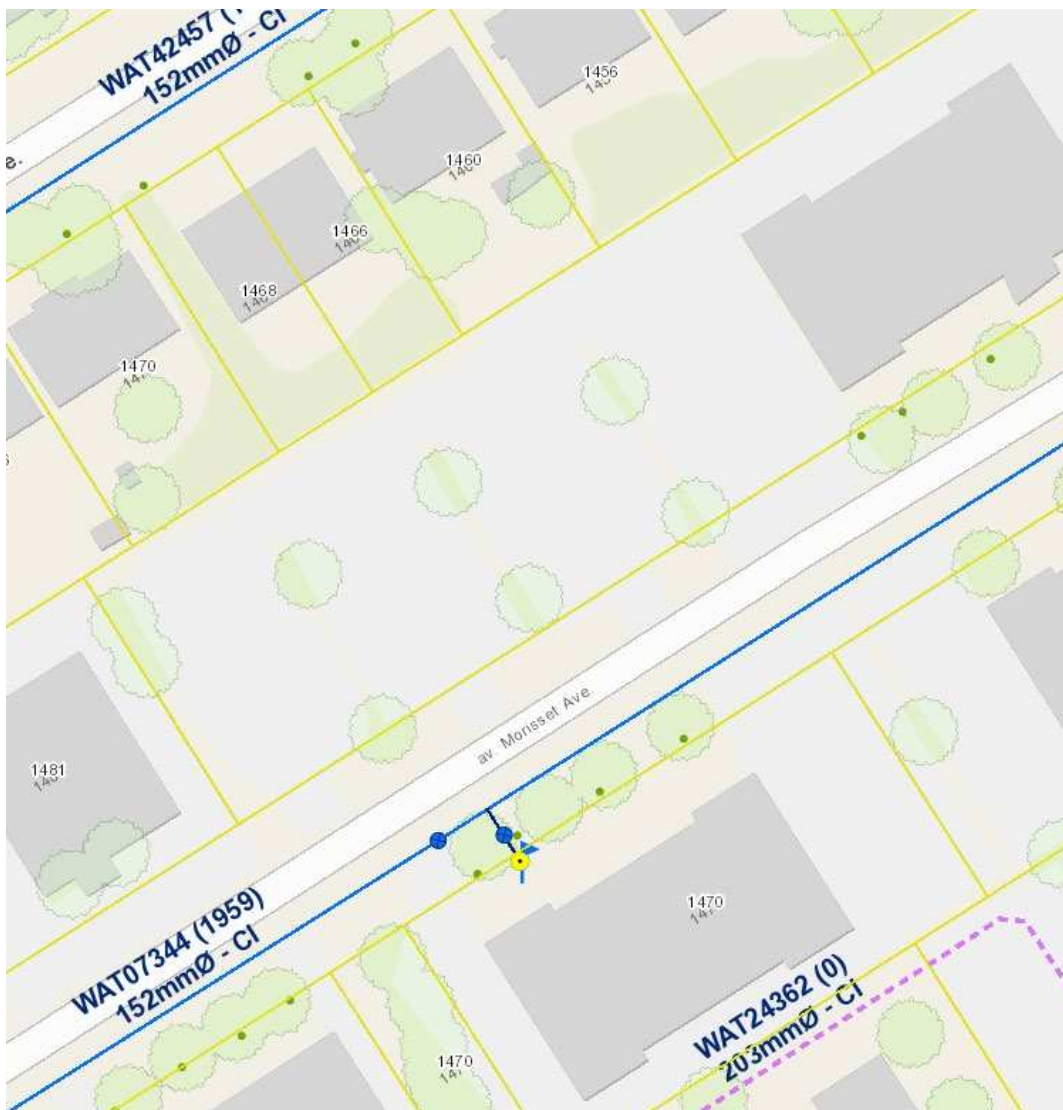 WAT42457 (1
152mmØ - CI
e.
1456
1460
1466
1468
1470
av. Morisset Ave
1481
1470
WAT07344 (1959)
152mmØ - CI
WAT24362 (0)
203mmØ - CI
1470